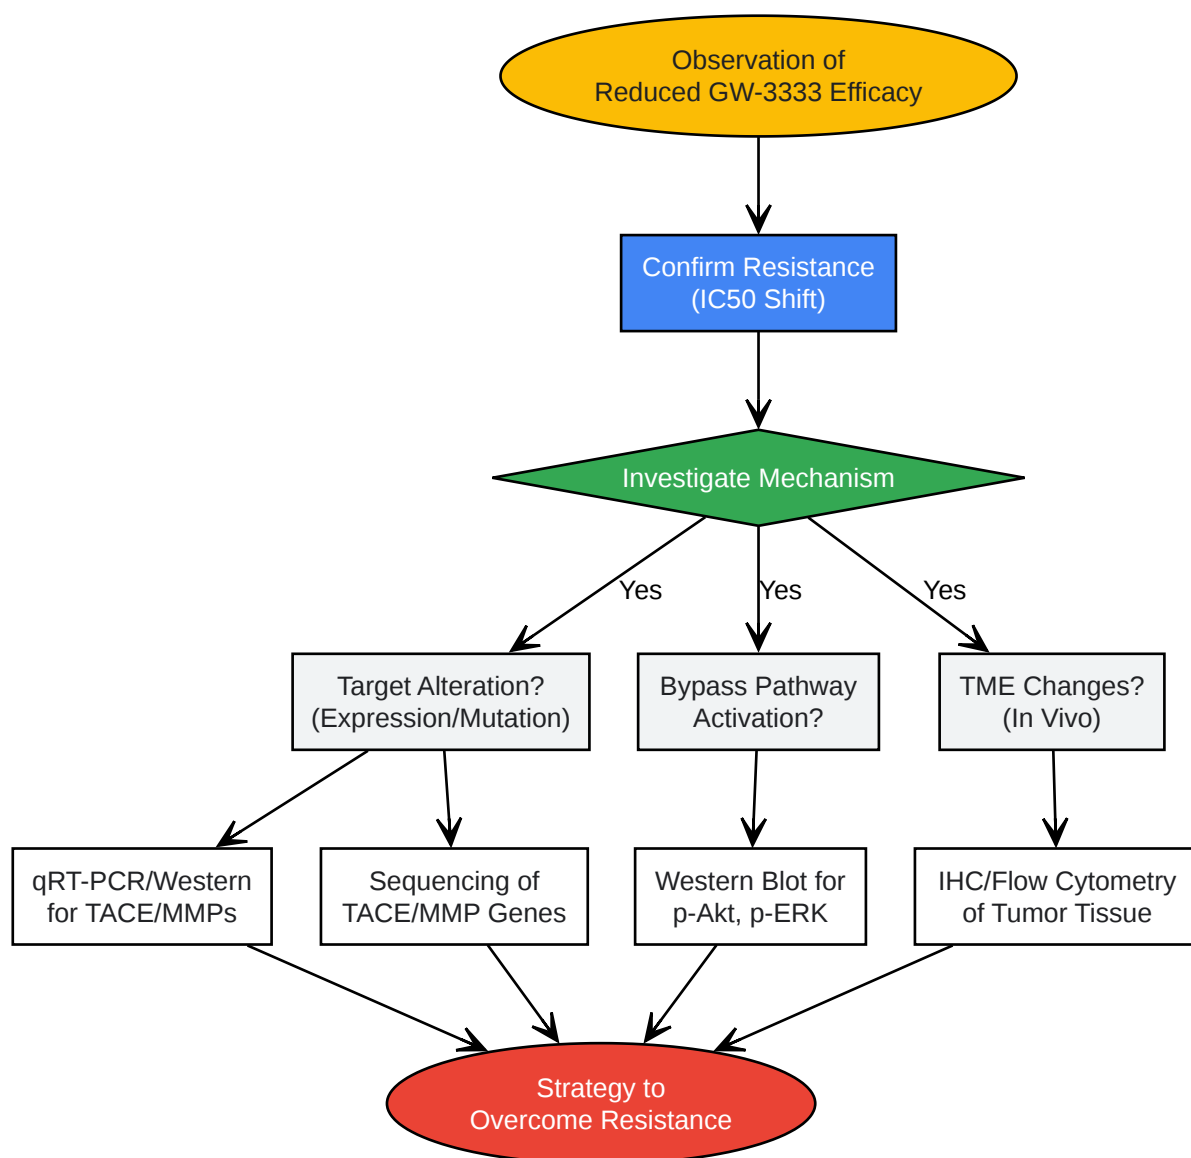 Observation of
Reduced GW-3333 Efficacy
Confirm Resistance
(IC50 Shift)
Investigate Mechanism
Yes
Yes
Yes
Target Alteration?
(Expression/Mutation)
Bypass Pathway
Activation?
TME Changes?
(In Vivo)
qRT-PCR/Western
for TACE/MMPs
Sequencing of
TACE/MMP Genes
Western Blot for
p-Akt, p-ERK
IHC/Flow Cytometry
of Tumor Tissue
Strategy to
Overcome Resistance